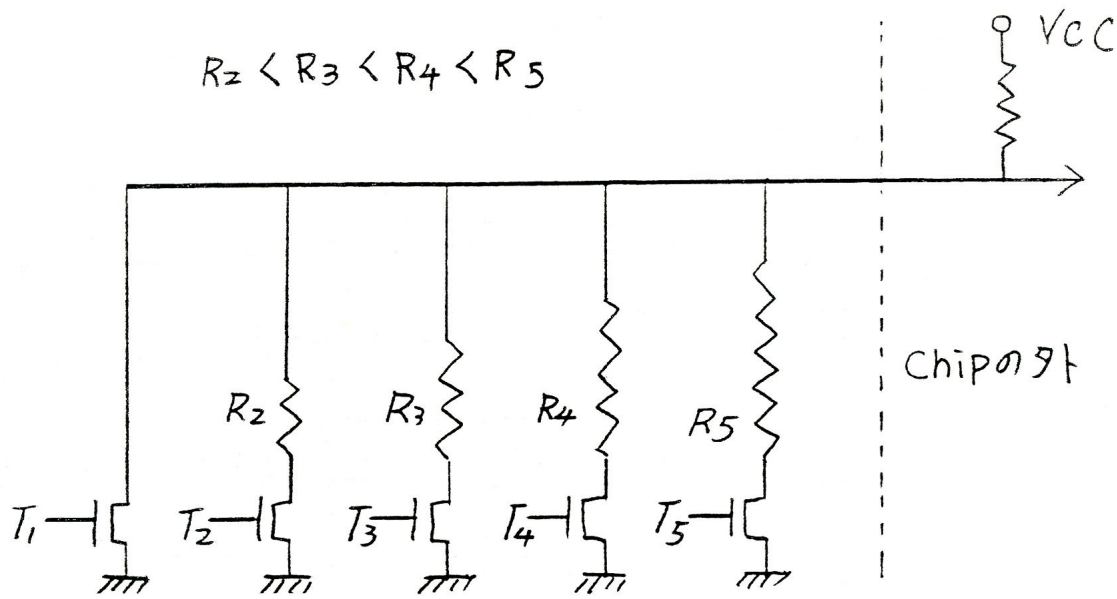 VCC
R2 < R3 < R4 < R5
Chipの外
R2
R3
R4
R5
T1
T2
T3
T4
T5